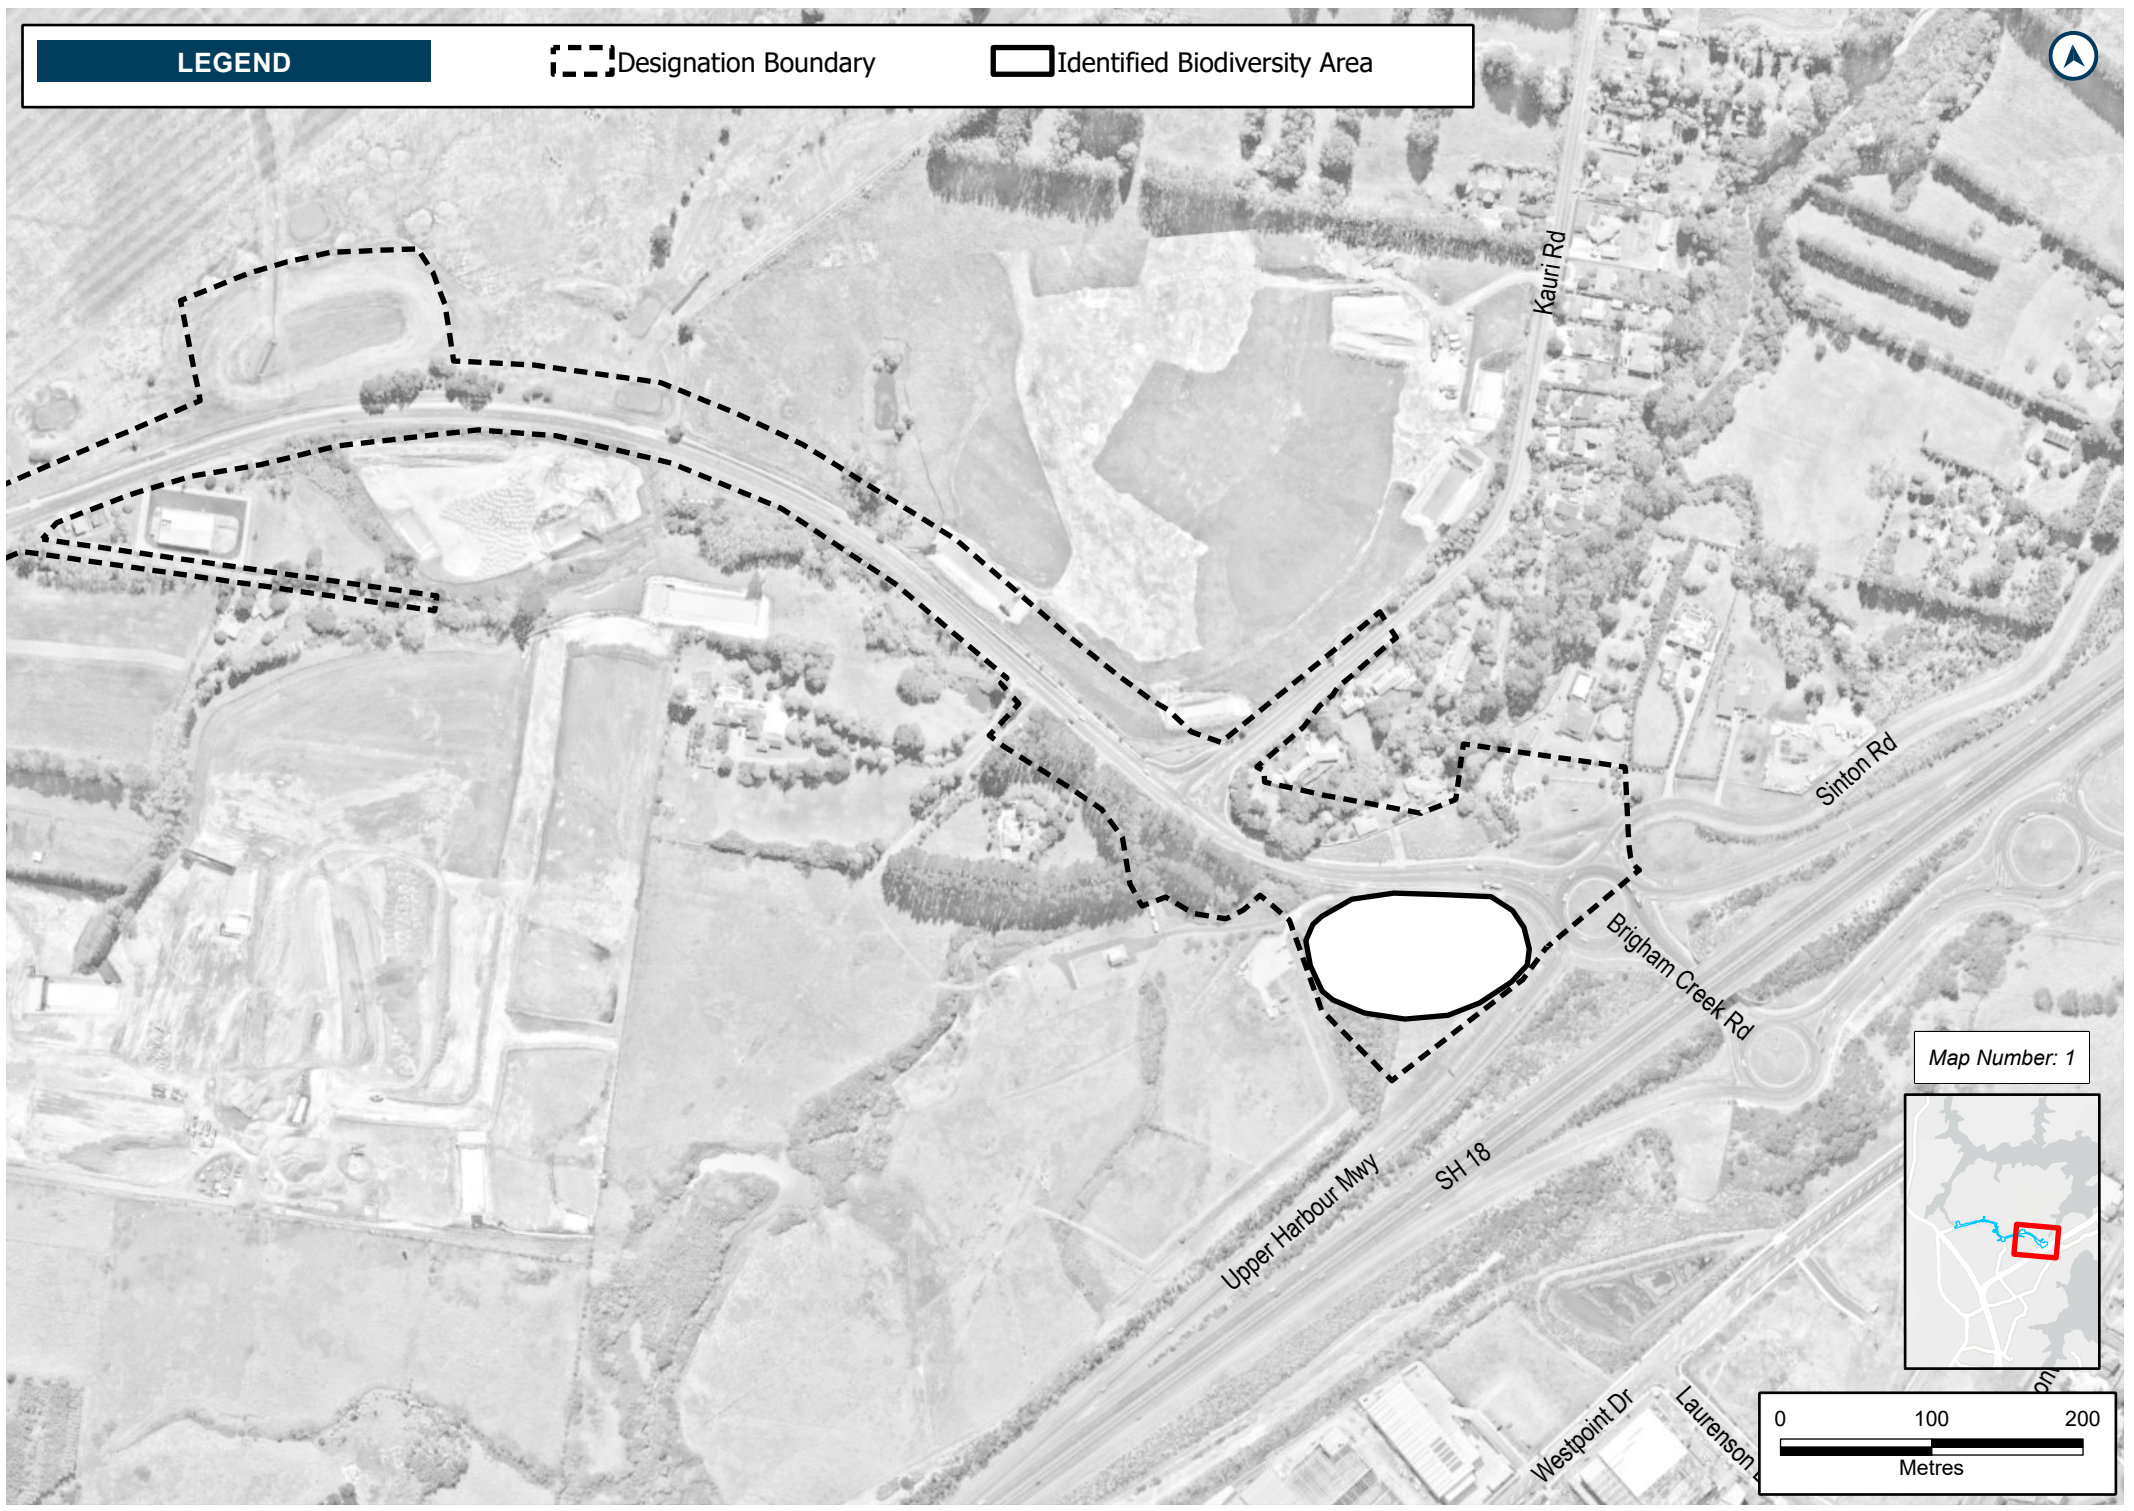 LEGEND
Designation Boundary
Identified Biodiversity Area
Kauri Rd
Sinton Rd
Brigham Creek Rd
Map Number: 1
SH 18
Upper Harbour Mwy
Westpoint Dr
Laurenson
0 100 200
Metres